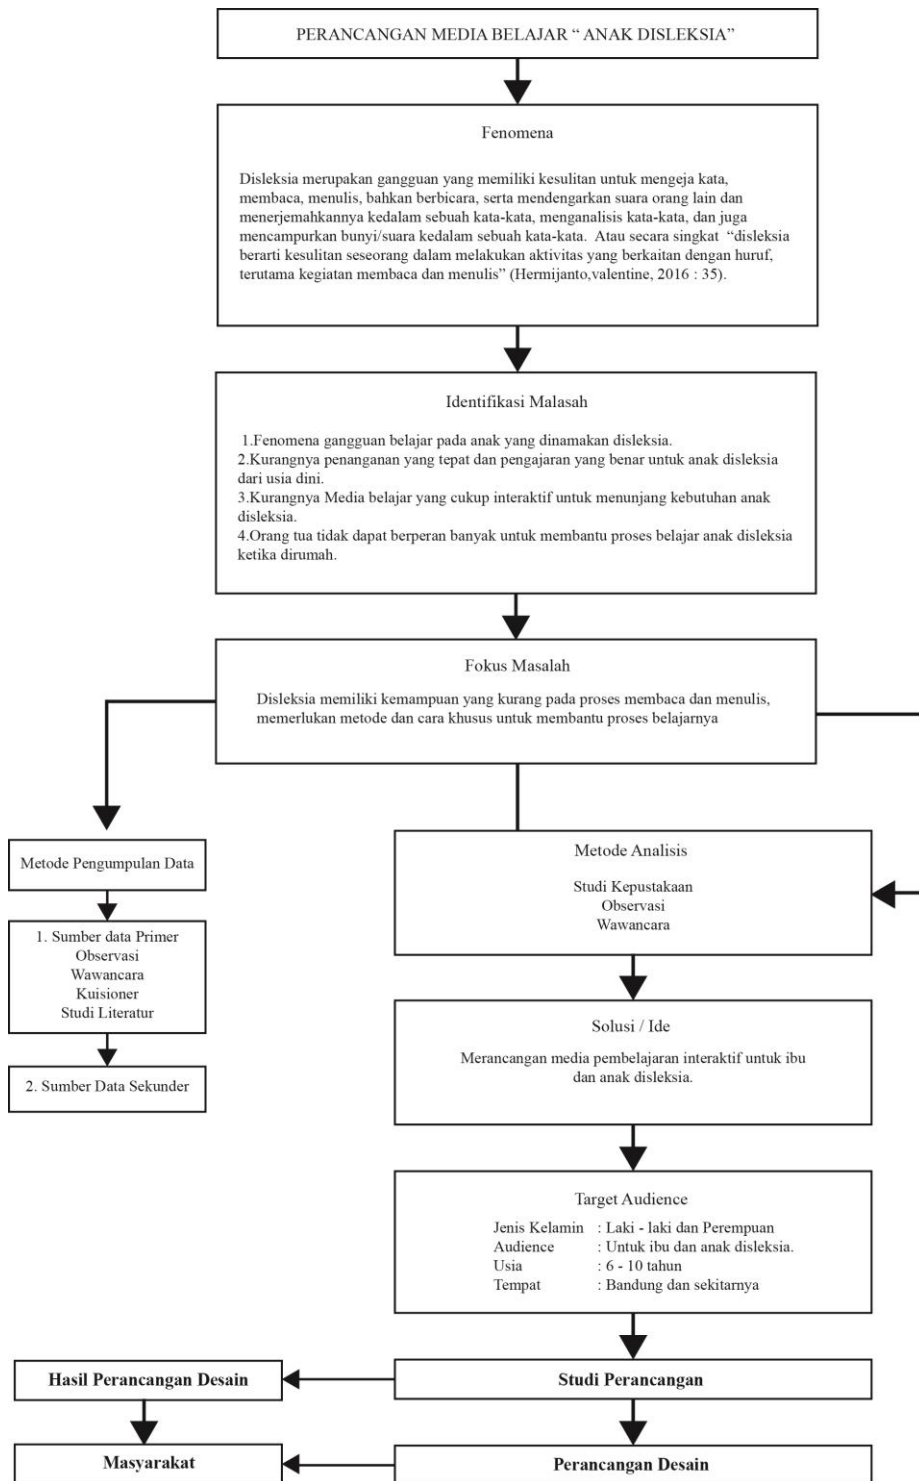 PERANCANGAN MEDIA BELAJAR “ ANAK DISLEKSIA”
Fenomena
Disleksia merupakan gangguan yang memiliki kesulitan untuk mengeja kata,
membaca, menulis, bahkan berbicara, serta mendengarkan suara orang lain dan
menerjemahkannya kedalam sebuah kata-kata, menganalisis kata-kata, dan juga
mencampurkan bunyi/suara kedalam sebuah kata-kata. Atau secara singkat “disleksia
berarti kesulitan seseorang dalam melakukan aktivitas yang berkaitan dengan huruf,
terutama kegiatan membaca dan menulis” (Hermijanto,valentine, 2016 : 35).
Identifikasi Malasah
1.Fenomena gangguan belajar pada anak yang dinamakan disleksia.
2.Kurangnya penanganan yang tepat dan pengajaran yang benar untuk anak disleksia
dari usia dini.
3.Kurangnya Media belajar yang cukup interaktif untuk menunjang kebutuhan anak
disleksia.
4.Orang tua tidak dapat berperan banyak untuk membantu proses belajar anak disleksia
ketika dirumah.
Fokus Masalah
Disleksia memiliki kemampuan yang kurang pada proses membaca dan menulis,
memerlukan metode dan cara khusus untuk membantu proses belajarnya
Metode Pengumpulan Data
1. Sumber data Primer
Observasi
Wawancara
Kuisioner
Studi Literatur
2. Sumber Data Sekunder
Metode Analisis
Studi Kepustakaan
Observasi
Wawancara
Solusi / Ide
Merancangan media pembelajaran interaktif untuk ibu
dan anak disleksia.
Target Audience
Jenis Kelamin : Laki - laki dan Perempuan
Audience : Untuk ibu dan anak disleksia.
Usia : 6 - 10 tahun
Tempat : Bandung dan sekitarnya
Hasil Perancangan Desain
Studi Perancangan
Masyarakat
Perancangan Desain